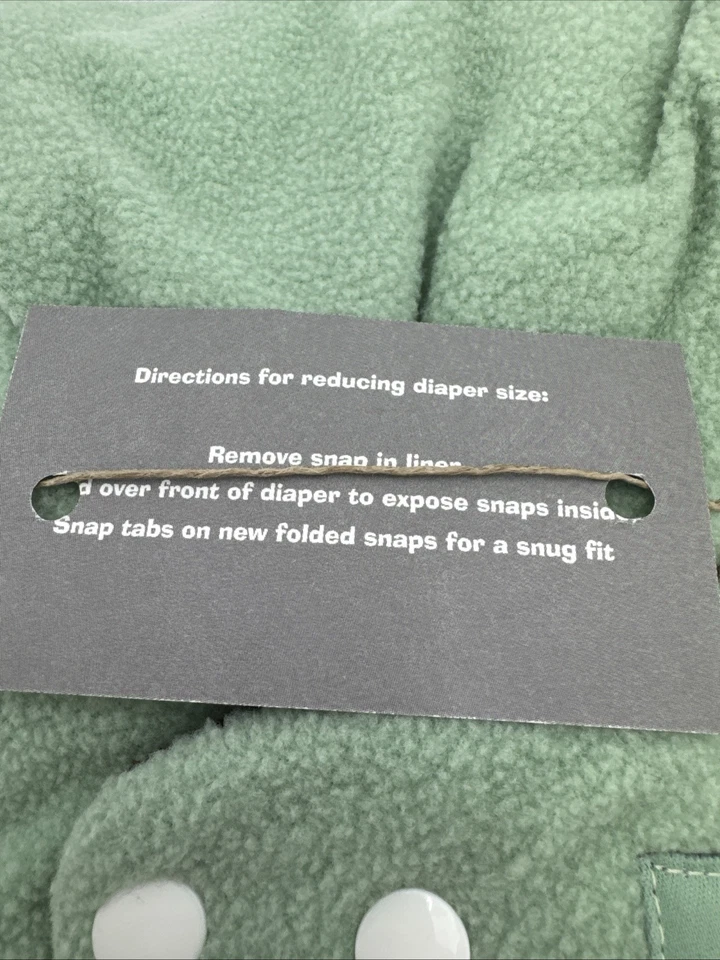 Directions for reducing diaper size:
Remove snap in liner
over front of diaper to expose snaps inside
Snap tabs on new folded snaps for a snug fit